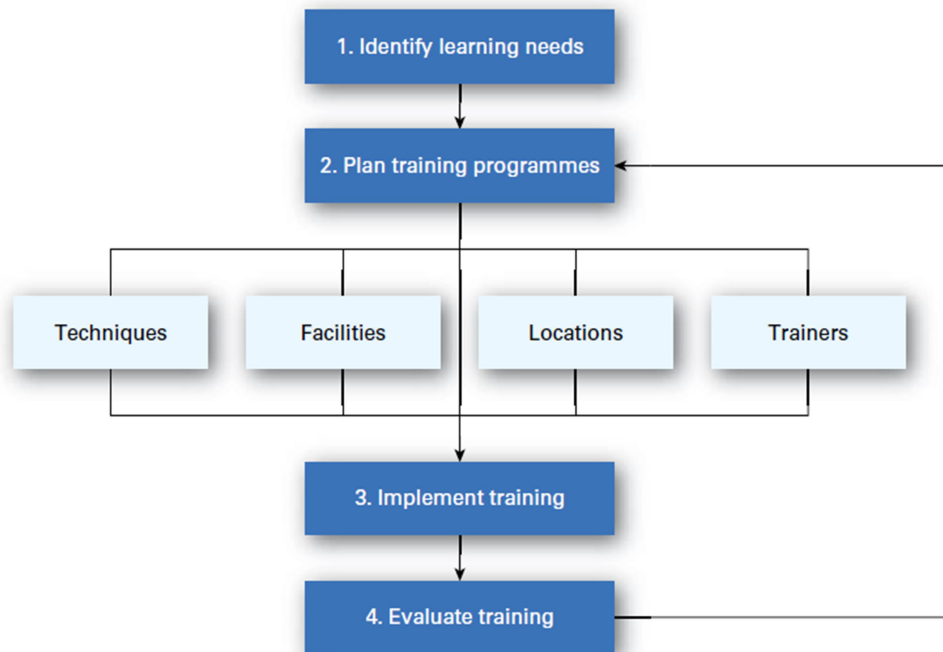 1. Identify learning needs
2. Plan training programmes
Techniques
Facilities
Locations
Trainers
3. Implement training
4. Evaluate training